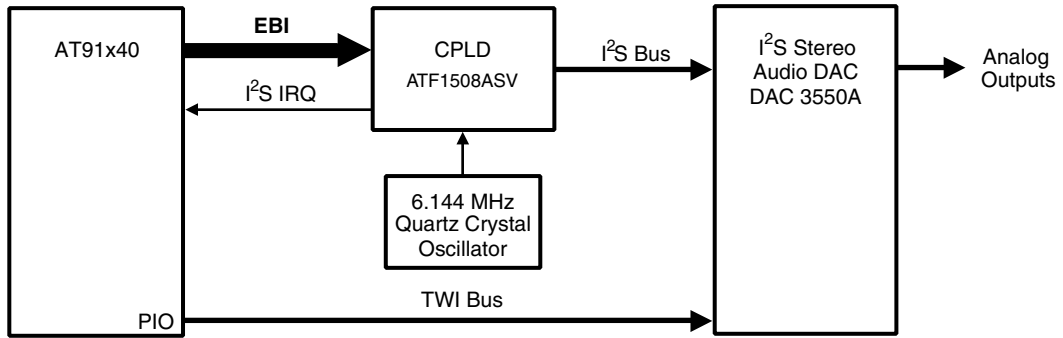 AT91x40
EBI
I²S IRQ
CPLD
ATF1508ASV
I²S Bus
I²S Stereo
Audio DAC
DAC 3550A
Analog
Outputs
6.144 MHz
Quartz Crystal
Oscillator
TWI Bus
PIO